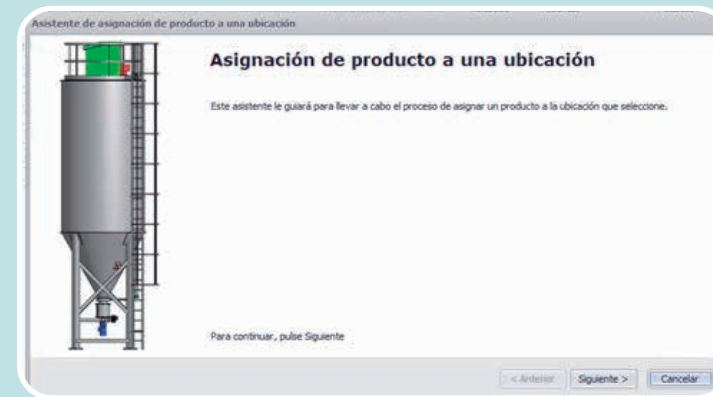 Asistente de asignación de producto a una ubicación
Asignación de producto a una ubicación
Este asistente le guiará para llevar a cabo el proceso de asignar un producto a la ubicación que seleccione.
Para continuar, pulse Siguiente
< Anterior
Siguiente >
Cancelar